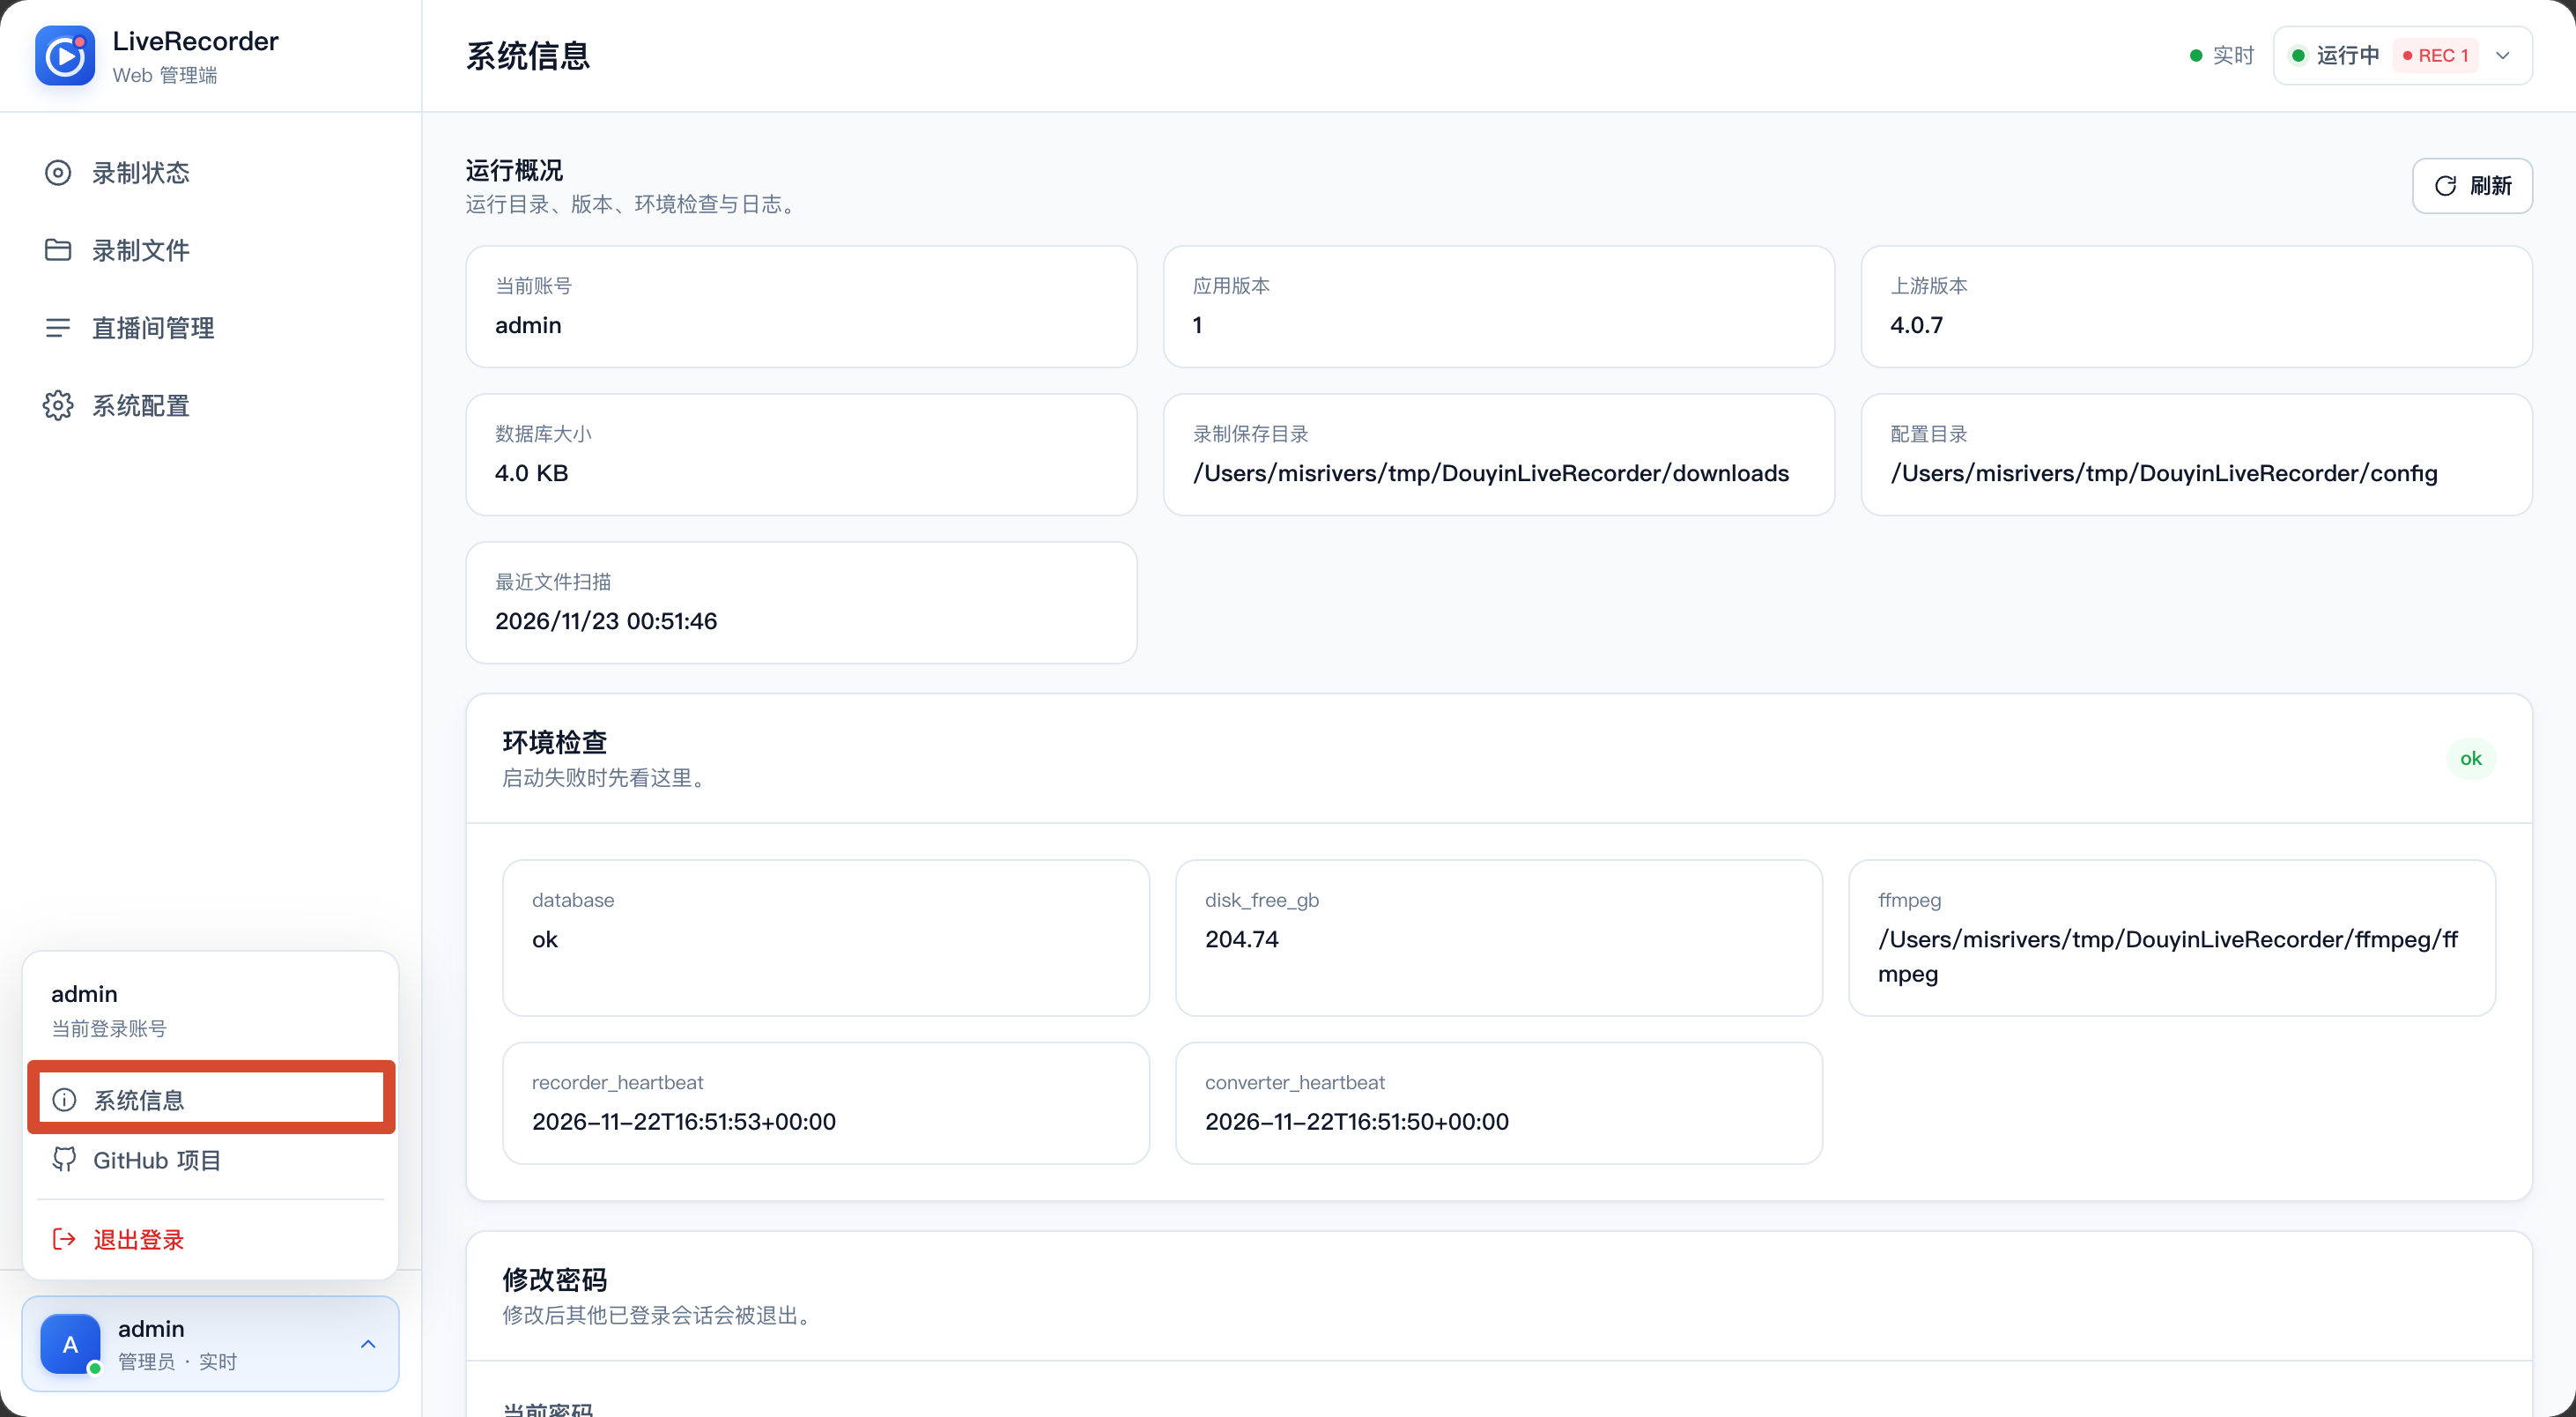 LiveRecorder
Web 管理端
录制状态
录制文件
直播间管理
系统配置
admin
当前登录账号
系统信息
GitHub 项目
退出登录
A
admin
管理员 · 实时
系统信息
实时
运行中
REC 1
运行概况
运行目录、版本、环境检查与日志。
刷新
当前账号
admin
应用版本
1
上游版本
4.0.7
数据库大小
4.0 KB
录制保存目录
/Users/misrivers/tmp/DouyinLiveRecorder/downloads
配置目录
/Users/misrivers/tmp/DouyinLiveRecorder/config
最近文件扫描
2026/11/23 00:51:46
环境检查
启动失败时先看这里。
ok
database
ok
disk_free_gb
204.74
ffmpeg
/Users/misrivers/tmp/DouyinLiveRecorder/ffmpeg/ff
mpeg
recorder_heartbeat
2026-11-22T16:51:53+00:00
converter_heartbeat
2026-11-22T16:51:50+00:00
修改密码
修改后其他已登录会话会被退出。
当前密码